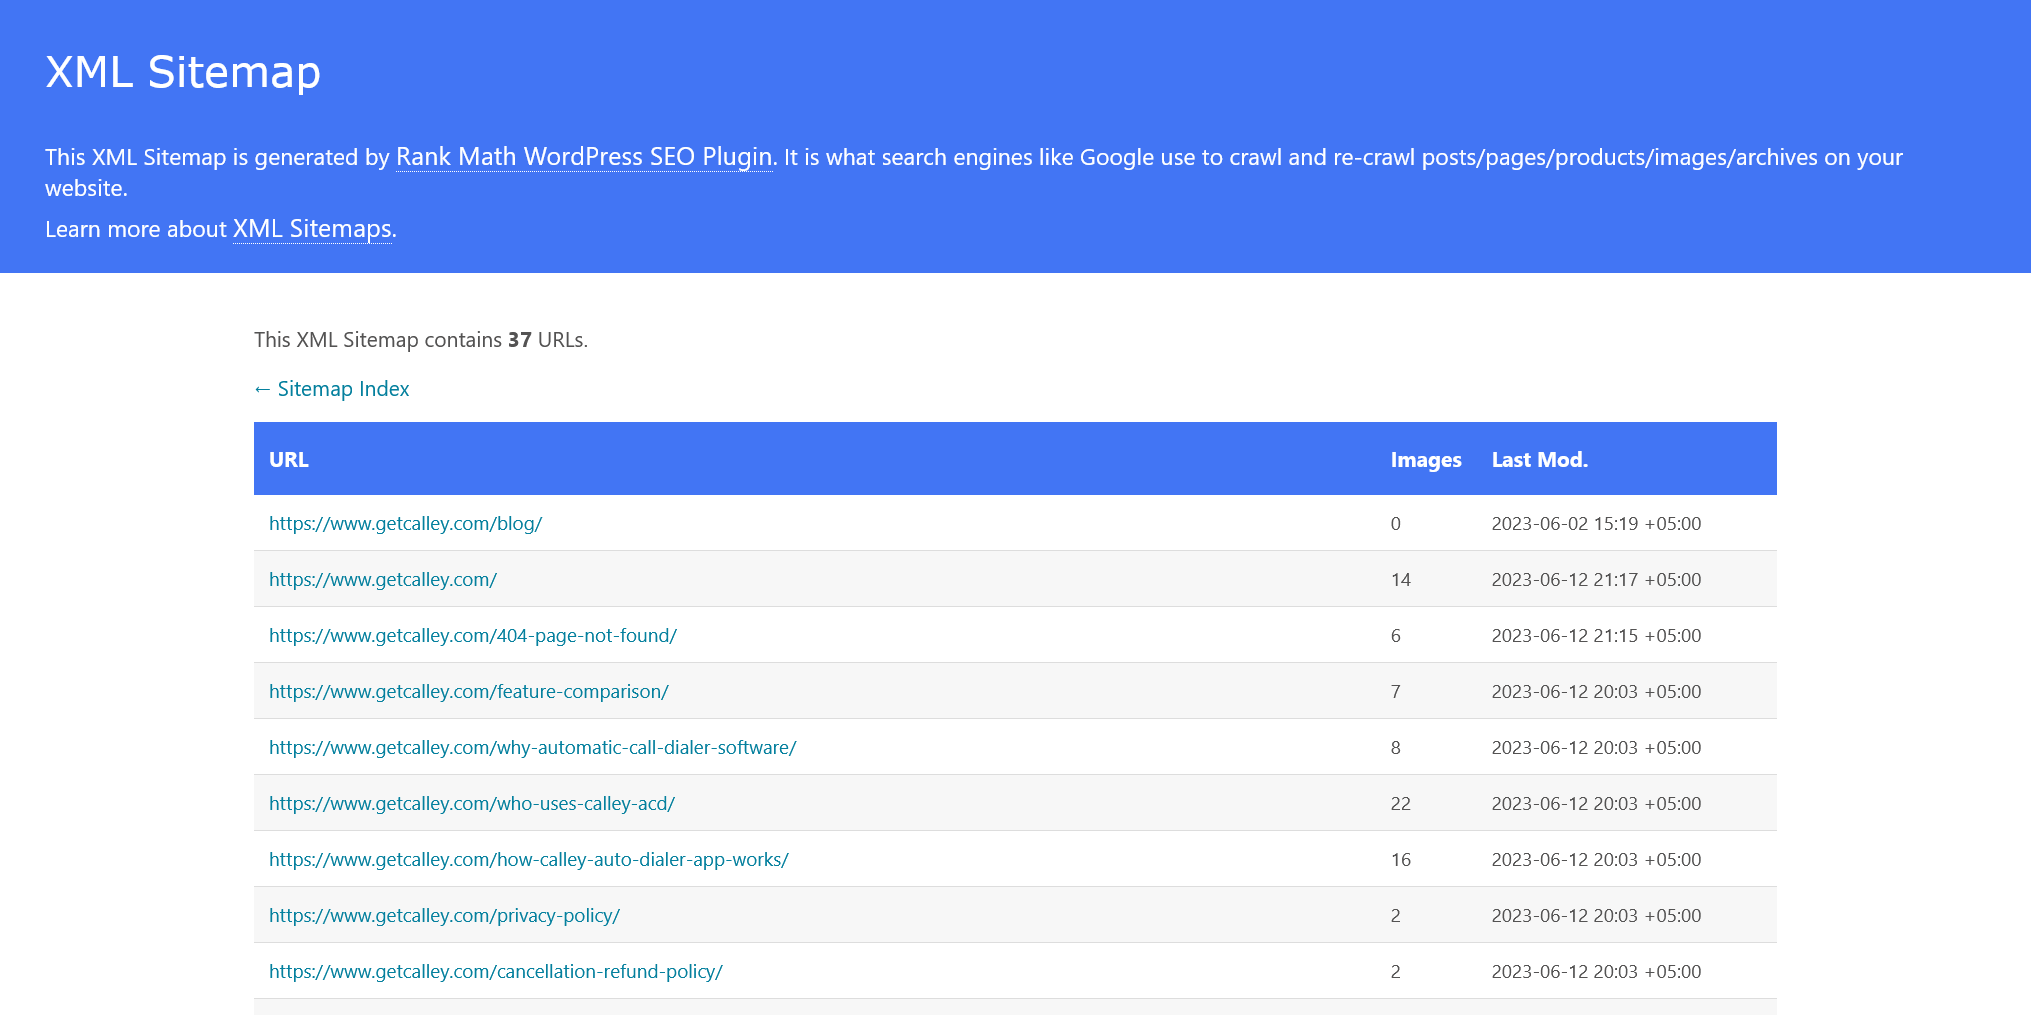 XML Sitemap
This XML Sitemap is generated by Rank Math WordPress SEO Plugin. It is what search engines like Google use to crawl and re-crawl posts/pages/products/images/archives on your
website.
Learn more about XML Sitemaps.
This XML Sitemap contains 37 URLs.
← Sitemap Index
URL Images Last Mod.
https://www.getcalley.com/blog/ 0 2023-06-02 15:19 +05:00
https://www.getcalley.com/ 14 2023-06-12 21:17 +05:00
https://www.getcalley.com/404-page-not-found/ 6 2023-06-12 21:15 +05:00
https://www.getcalley.com/feature-comparison/ 7 2023-06-12 20:03 +05:00
https://www.getcalley.com/why-automatic-call-dialer-software/ 8 2023-06-12 20:03 +05:00
https://www.getcalley.com/who-uses-calley-acd/ 22 2023-06-12 20:03 +05:00
https://www.getcalley.com/how-calley-auto-dialer-app-works/ 16 2023-06-12 20:03 +05:00
https://www.getcalley.com/privacy-policy/ 2 2023-06-12 20:03 +05:00
https://www.getcalley.com/cancellation-refund-policy/ 2 2023-06-12 20:03 +05:00